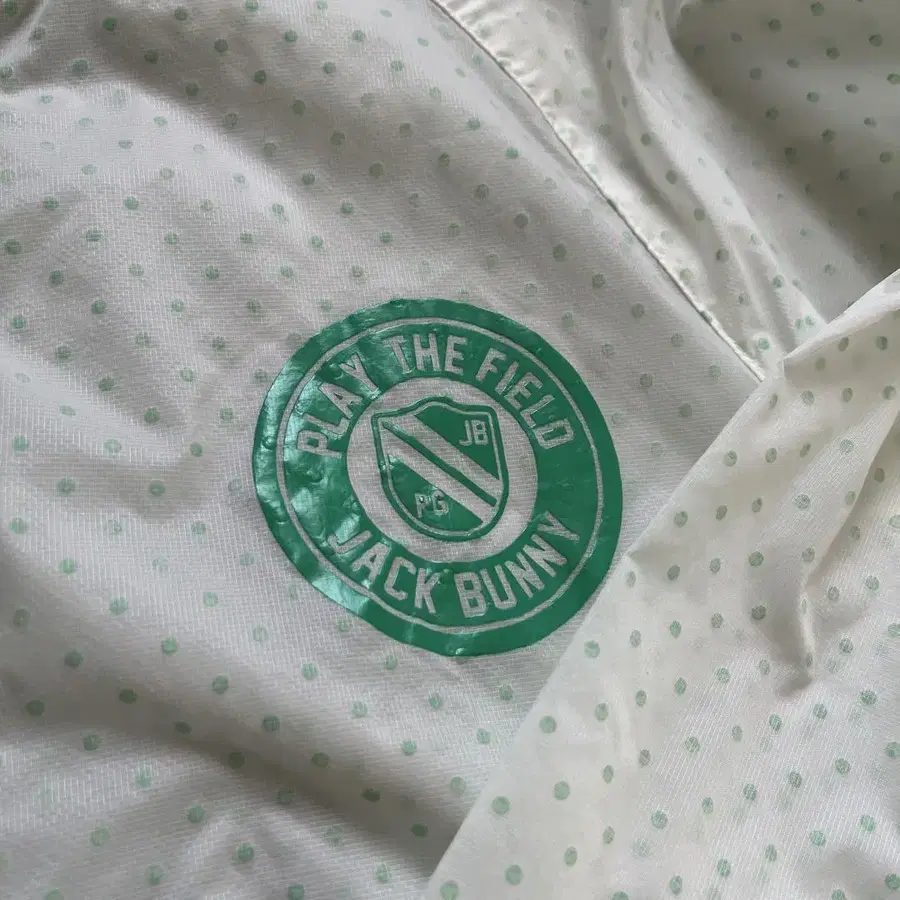 PLAY THE FIELD
JB
PG
JACK BUNNY